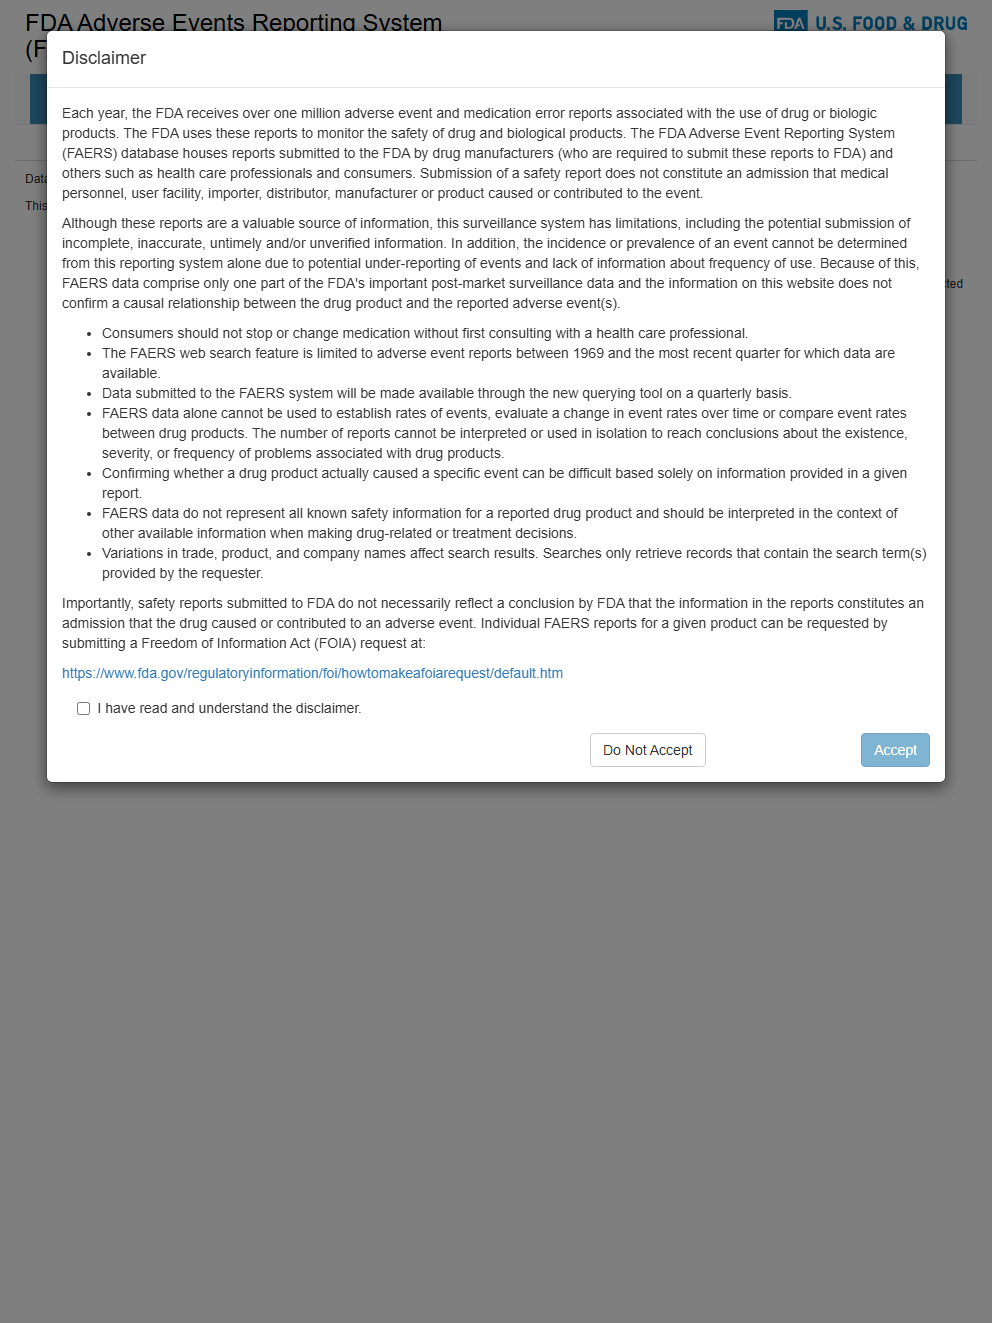 FDA Adverse Events Reporting System
FDA U.S. FOOD & DRUG
(F
Disclaimer
Each year, the FDA receives over one million adverse event and medication error reports associated with the use of drug or biologic
products. The FDA uses these reports to monitor the safety of drug and biological products. The FDA Adverse Event Reporting System
(FAERS) database houses reports submitted to the FDA by drug manufacturers (who are required to submit these reports to FDA) and
others such as health care professionals and consumers. Submission of a safety report does not constitute an admission that medical
personnel, user facility, importer, distributor, manufacturer or product caused or contributed to the event.
Although these reports are a valuable source of information, this surveillance system has limitations, including the potential submission of
incomplete, inaccurate, untimely and/or unverified information. In addition, the incidence or prevalence of an event cannot be determined
from this reporting system alone due to potential under-reporting of events and lack of information about frequency of use. Because of this,
FAERS data comprise only one part of the FDA's important post-market surveillance data and the information on this website does not
confirm a causal relationship between the drug product and the reported adverse event(s).
• Consumers should not stop or change medication without first consulting with a health care professional.
• The FAERS web search feature is limited to adverse event reports between 1969 and the most recent quarter for which data are
available.
• Data submitted to the FAERS system will be made available through the new querying tool on a quarterly basis.
• FAERS data alone cannot be used to establish rates of events, evaluate a change in event rates over time or compare event rates
between drug products. The number of reports cannot be interpreted or used in isolation to reach conclusions about the existence,
severity, or frequency of problems associated with drug products.
• Confirming whether a drug product actually caused a specific event can be difficult based solely on information provided in a given
report.
• FAERS data do not represent all known safety information for a reported drug product and should be interpreted in the context of
other available information when making drug-related or treatment decisions.
• Variations in trade, product, and company names affect search results. Searches only retrieve records that contain the search term(s)
provided by the requester.
Importantly, safety reports submitted to FDA do not necessarily reflect a conclusion by FDA that the information in the reports constitutes an
admission that the drug caused or contributed to an adverse event. Individual FAERS reports for a given product can be requested by
submitting a Freedom of Information Act (FOIA) request at:
https://www.fda.gov/regulatoryinformation/foi/howtomakeafoiarequest/default.htm
I have read and understand the disclaimer.
Do Not Accept
Accept